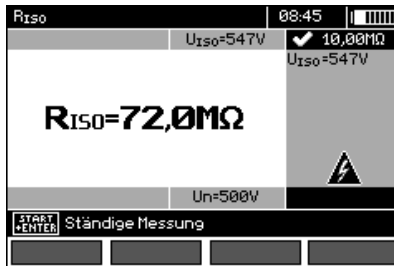 RISO 08:45
UISO=547V ✔ 10,00MΩ
UISO=547V
RISO=72,0MΩ
Un=500V
START +ENTER Ständige Messung